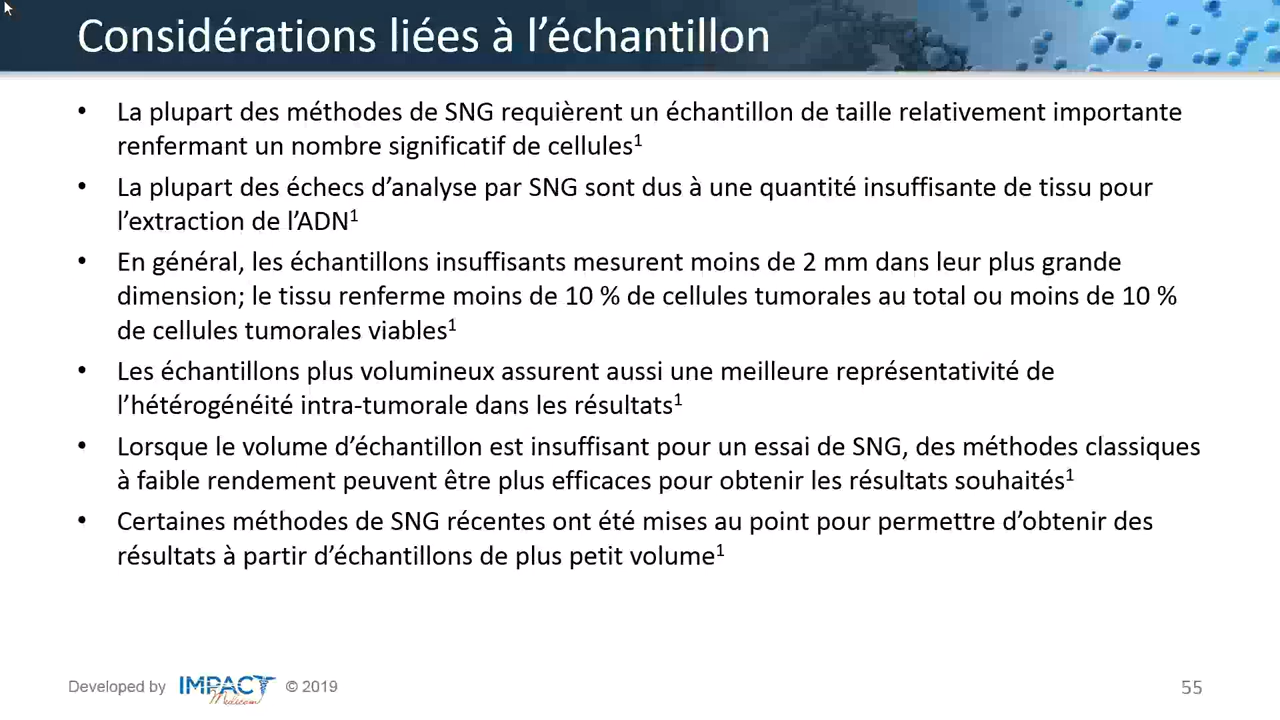 Considérations liées à l’échantillon
• La plupart des méthodes de SNG requièrent un échantillon de taille relativement importante
renfermant un nombre significatif de cellules¹
• La plupart des échecs d’analyse par SNG sont dus à une quantité insuffisante de tissu pour
l’extraction de l’ADN¹
• En général, les échantillons insuffisants mesurent moins de 2 mm dans leur plus grande
dimension; le tissu renferme moins de 10 % de cellules tumorales au total ou moins de 10 %
de cellules tumorales viables¹
• Les échantillons plus volumineux assurent aussi une meilleure représentativité de
l’hétérogénéité intra-tumorale dans les résultats¹
• Lorsque le volume d’échantillon est insuffisant pour un essai de SNG, des méthodes classiques
à faible rendement peuvent être plus efficaces pour obtenir les résultats souhaités¹
• Certaines méthodes de SNG récentes ont été mises au point pour permettre d’obtenir des
résultats à partir d’échantillons de plus petit volume¹
Developed by IMPACT Medicom © 2019
55